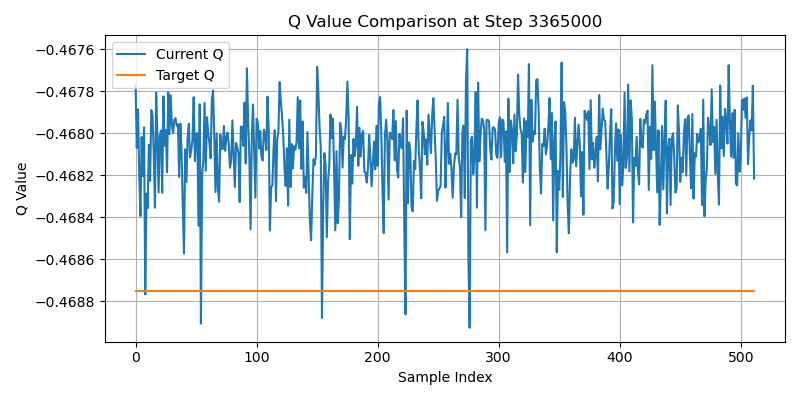 Q Value Comparison at Step 3365000
Current Q
Target Q
Q Value
−0.4676
−0.4678
−0.4680
−0.4682
−0.4684
−0.4686
−0.4688
0 100 200 300 400 500
Sample Index